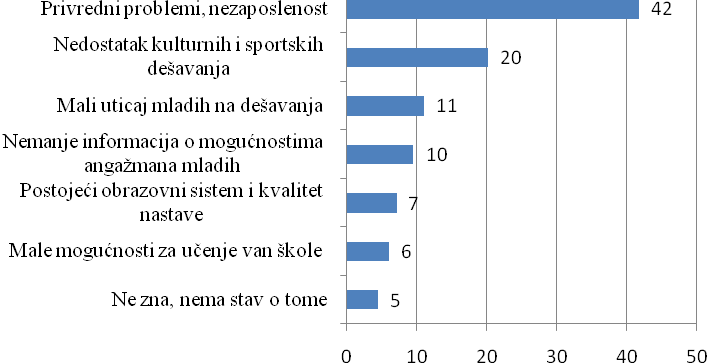 Privredni problemi, nezaposlenost 42
Nedostatak kulturnih i sportskih
dešavanja 20
Mali uticaj mladih na dešavanja 11
Nemanje informacija o mogućnostima
angažmana mladih 10
Postojeći obrazovni sistem i kvalitet
nastave 7
Male mogućnosti za učenje van škole 6
Ne zna, nema stav o tome 5
0 10 20 30 40 50